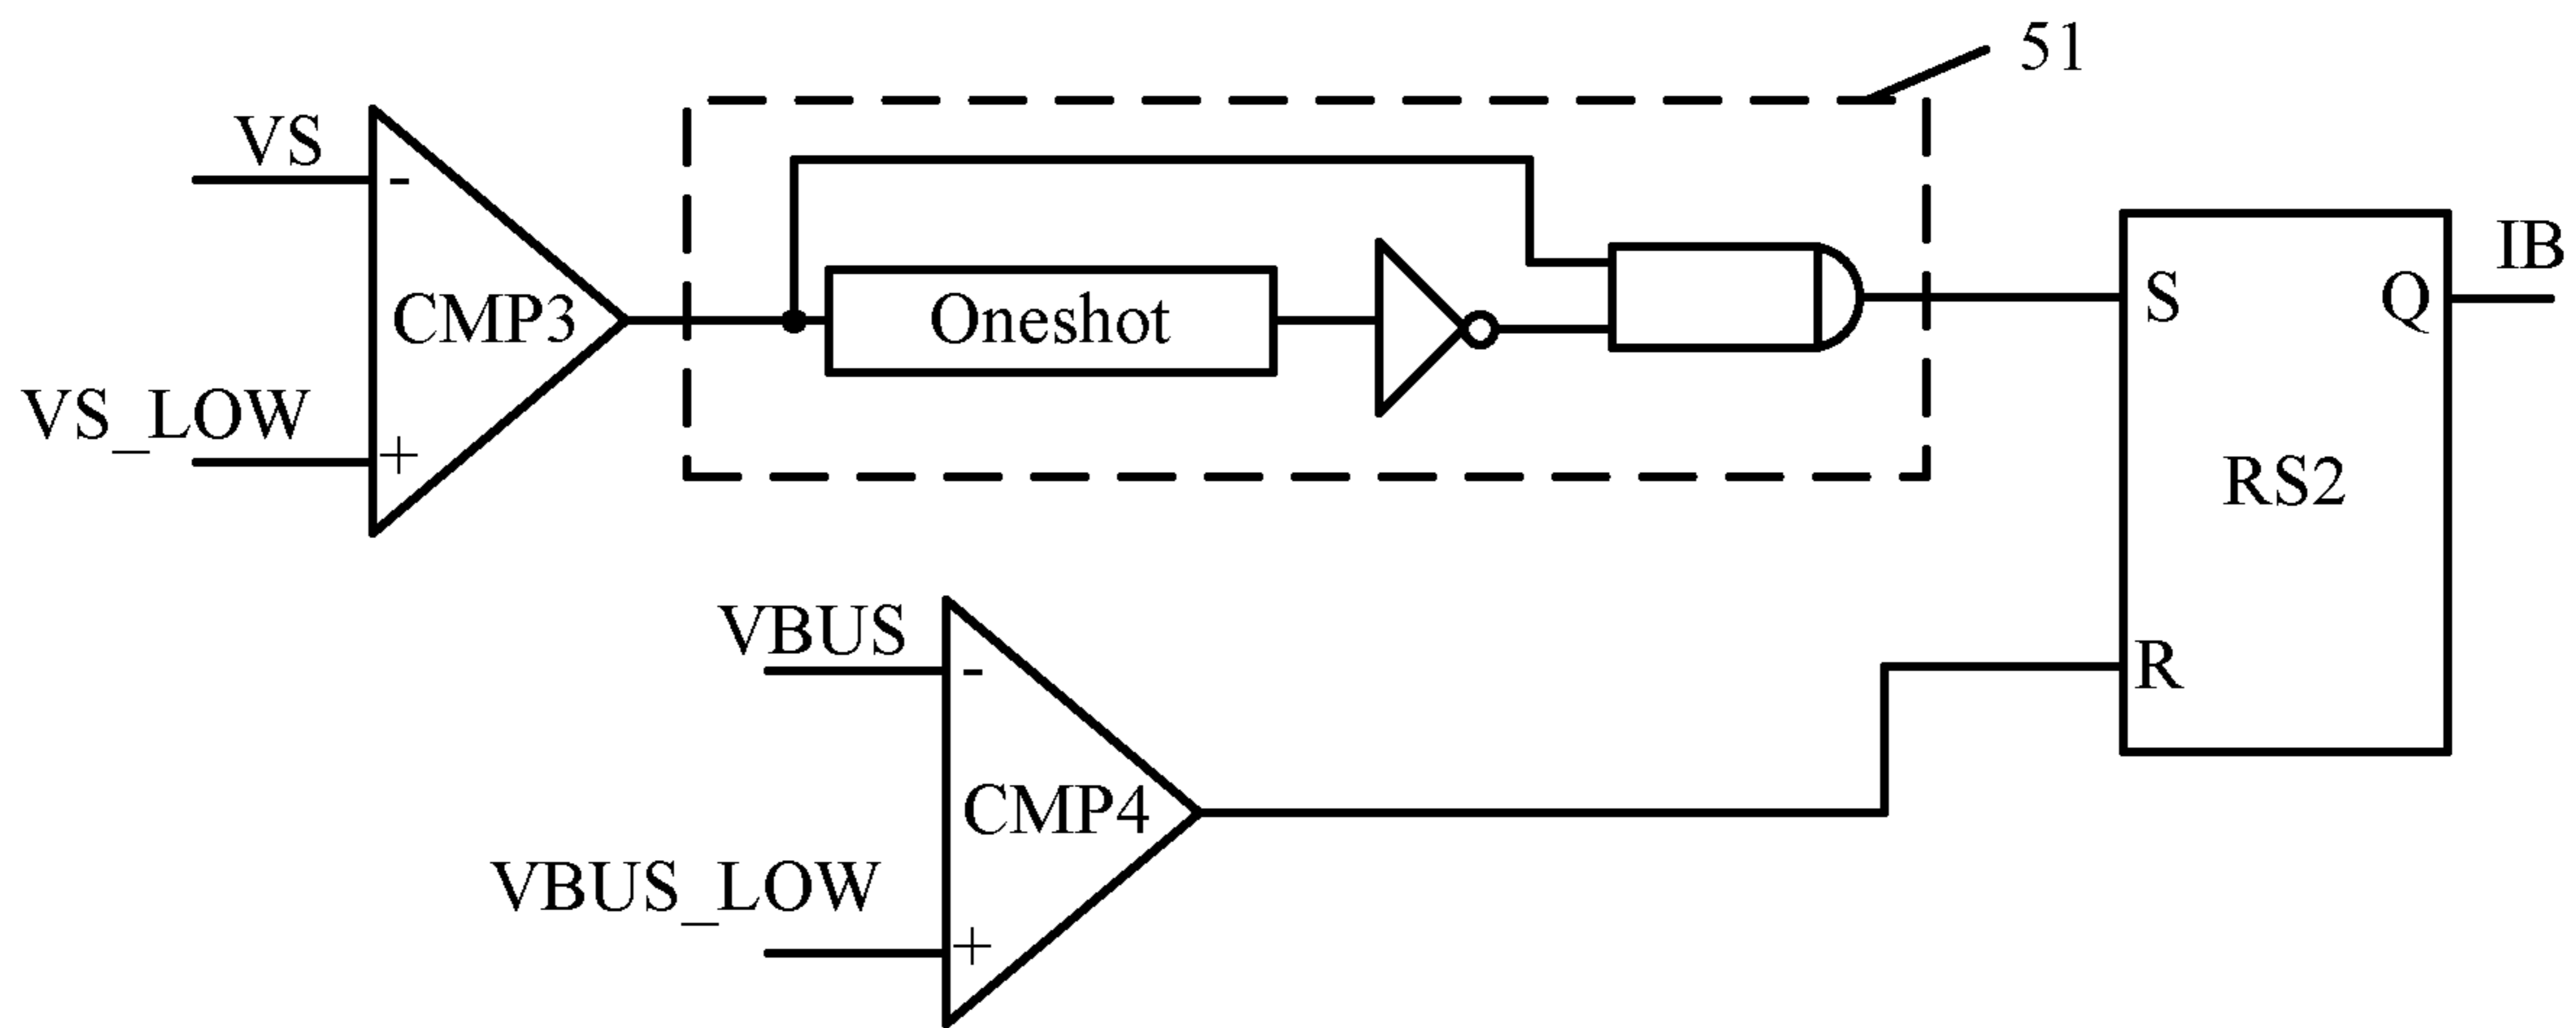 51
VS
-
CMP3
VS_LOW
+
Oneshot
S
Q
IB
RS2
R
VBUS
-
CMP4
VBUS_LOW
+